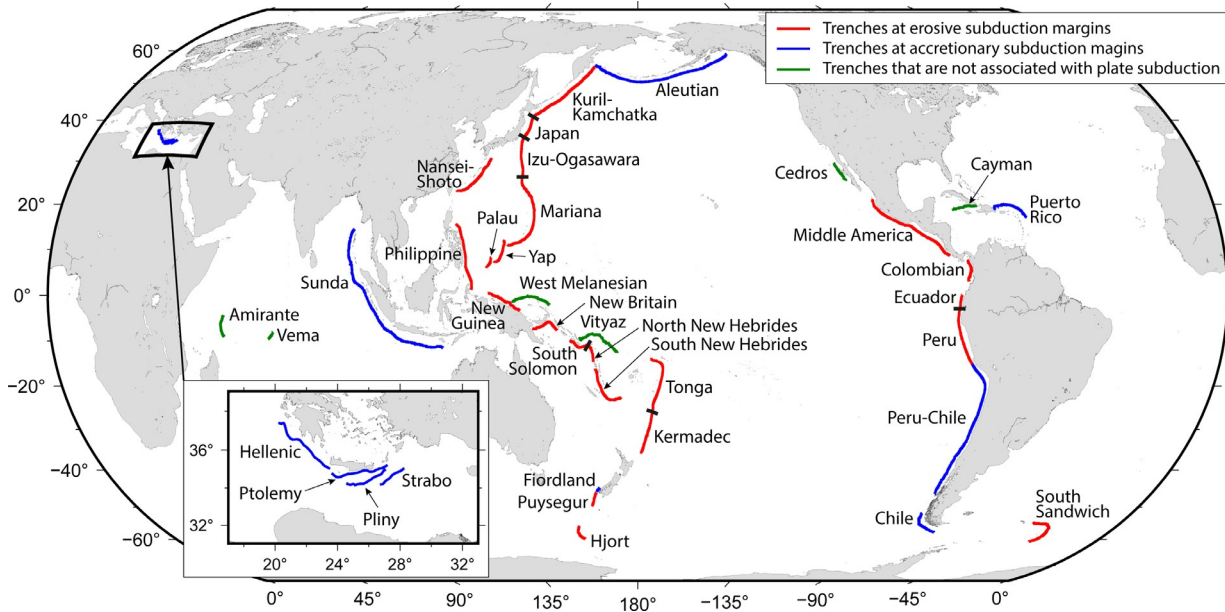 Trenches at erosive subduction margins
Trenches at accretionary subduction magins
Trenches that are not associated with plate subduction
60°
40°
20°
0°
−20°
−40°
−60°
Aleutian
Kuril-
Kamchatka
Japan
Izu-Ogasawara
Nansei-
Shoto
Mariana
Palau
Philippine
Yap
Sunda
West Melanesian
New Britain
New
Guinea
Vityaz
North New Hebrides
South New Hebrides
South
Solomon
Amirante
Vema
Tonga
Kermadec
Fiordland
Puysegur
Hjort
Cedros
Cayman
Puerto
Rico
Middle America
Colombian
Ecuador
Peru
Peru-Chile
Chile
South
Sandwich
36°
31°
Hellenic
Ptolemy
Pliny
Strabo
20°
24°
28°
32°
0°
45°
90°
135°
180°
−135°
−90°
−45°
0°